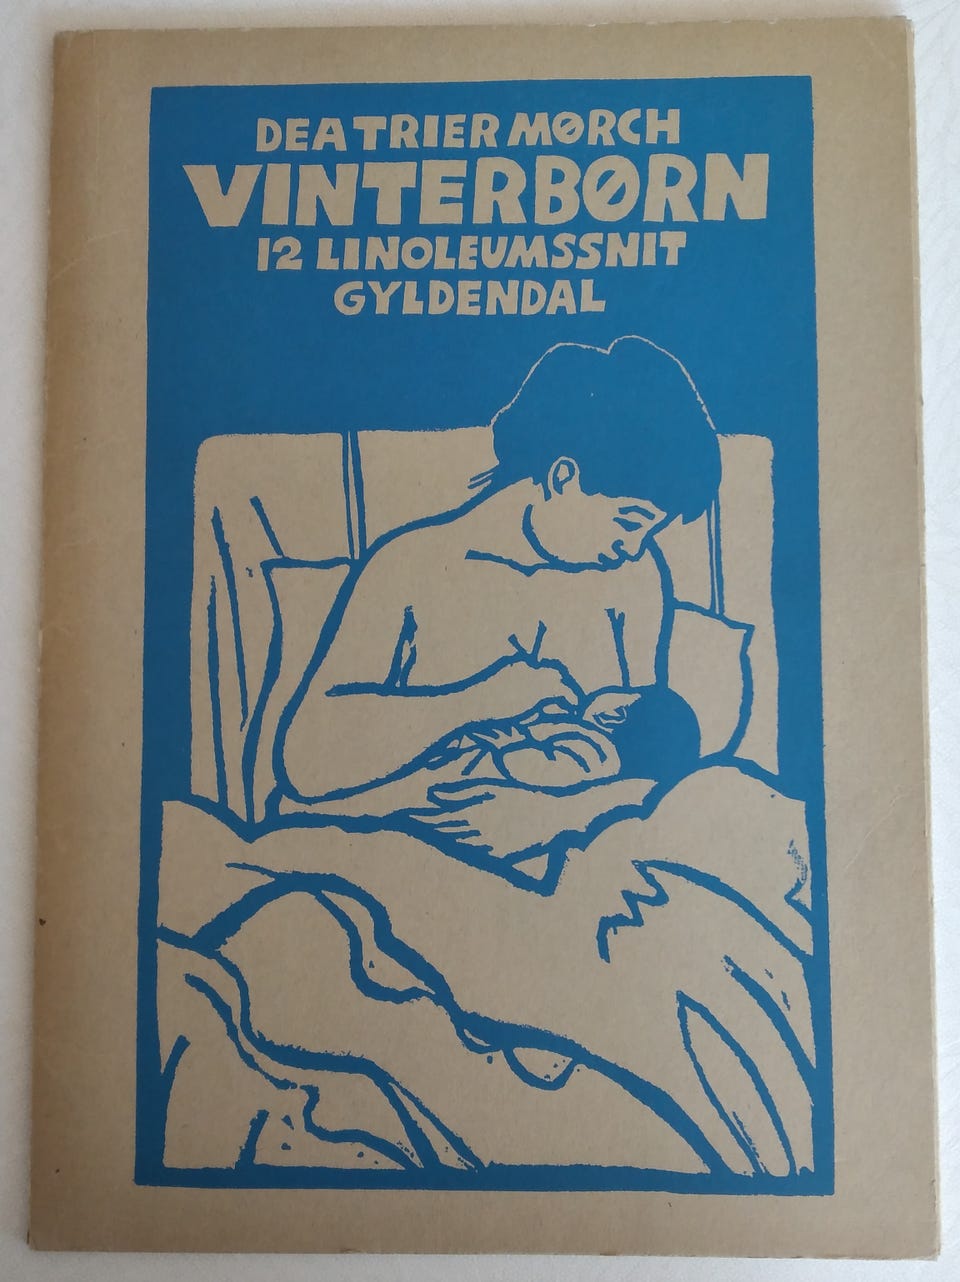 DEA TRIER MØRCH
VINTERBØRN
12 LINOLEUMSSNIT
GYLDENDAL